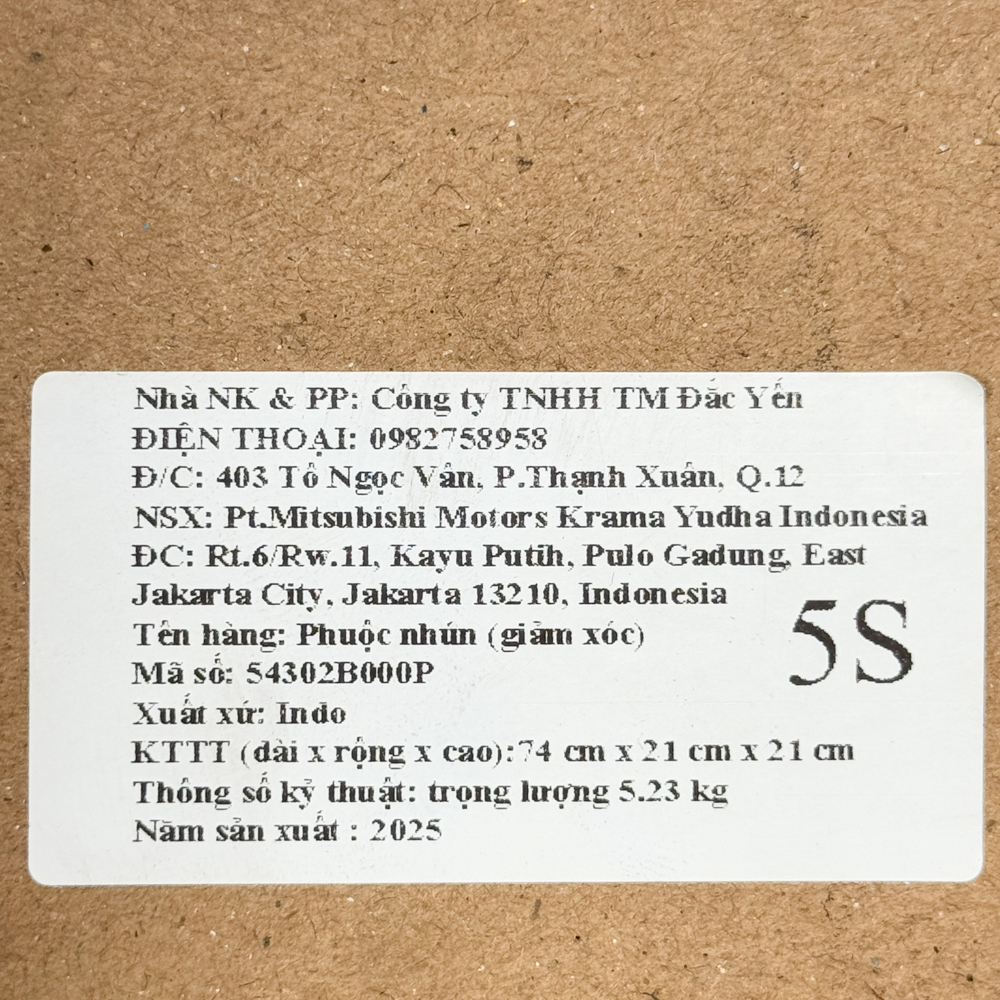 Nhà NK & PP: Công ty TNHH TM Đắc Yến
ĐIỆN THOẠI: 0982758958
Đ/C: 403 Tô Ngọc Vân, P.Thạnh Xuân, Q.12
NSX: Pt.Mitsubishi Motors Krama Yudha Indonesia
ĐC: Rt.6/Rw.11, Kayu Putih, Pulo Gadung, East
Jakarta City, Jakarta 13210, Indonesia
Tên hàng: Phuộc nhún (giảm xóc)
Mã số: 54302B000P
5S
Xuất xứ: Indo
KTTT (dài x rộng x cao):74 cm x 21 cm x 21 cm
Thông số kỷ thuật: trọng lượng 5.23 kg
Năm sản xuất : 2025